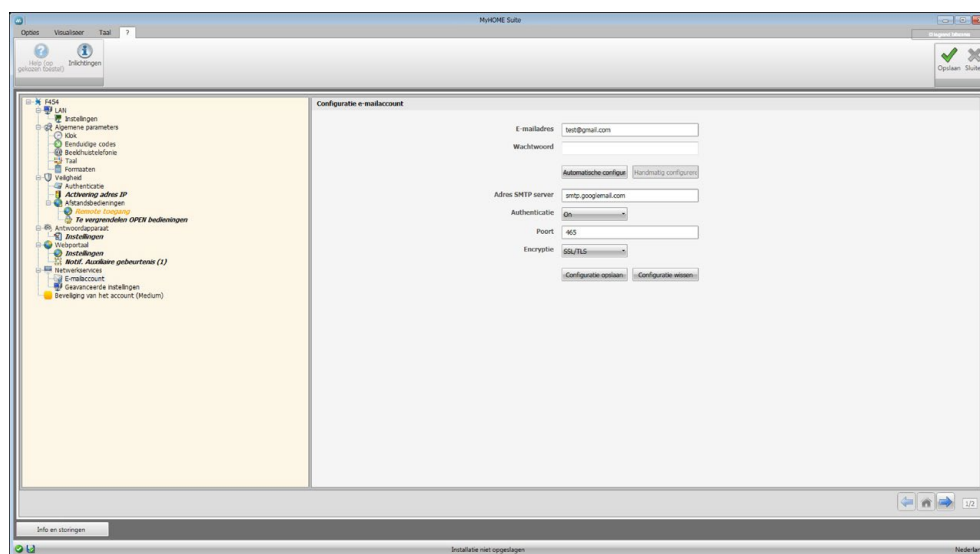 MyHOME Suite
Opties Visualiseer Taal ?
Help (op gekozen toestel)
Inlichtingen
Opslaan
F454
LAN
Instellingen
Algemene parameters
Klok
Eenduidige codes
Beeldhuistelefonie
Taal
Formaaten
Veiligheid
Authenticatie
Activering adres IP
Afstandsbedieningen
Remote toegang
Te vergrendelen OPEN bedieningen
Antwoordapparaat
Instellingen
Webportaal
Instellingen
Notif. Auxiliaire gebeurtenis (1)
Netwerkservices
E-mailaccount
Geavanceerde instellingen
Beveiliging van het account (Medium)
Configuratie e-mailaccount
E-mailadres test@gmail.com
Wachtwoord
Automatische configur Handmatig configureren
Adres SMTP server smtp.googlemail.com
Authenticatie On
Poort 465
Encryptie SSL/TLS
Configuratie opslaan Configuratie wissen
1/2
Info en storingen
Installatie niet opgeslagen